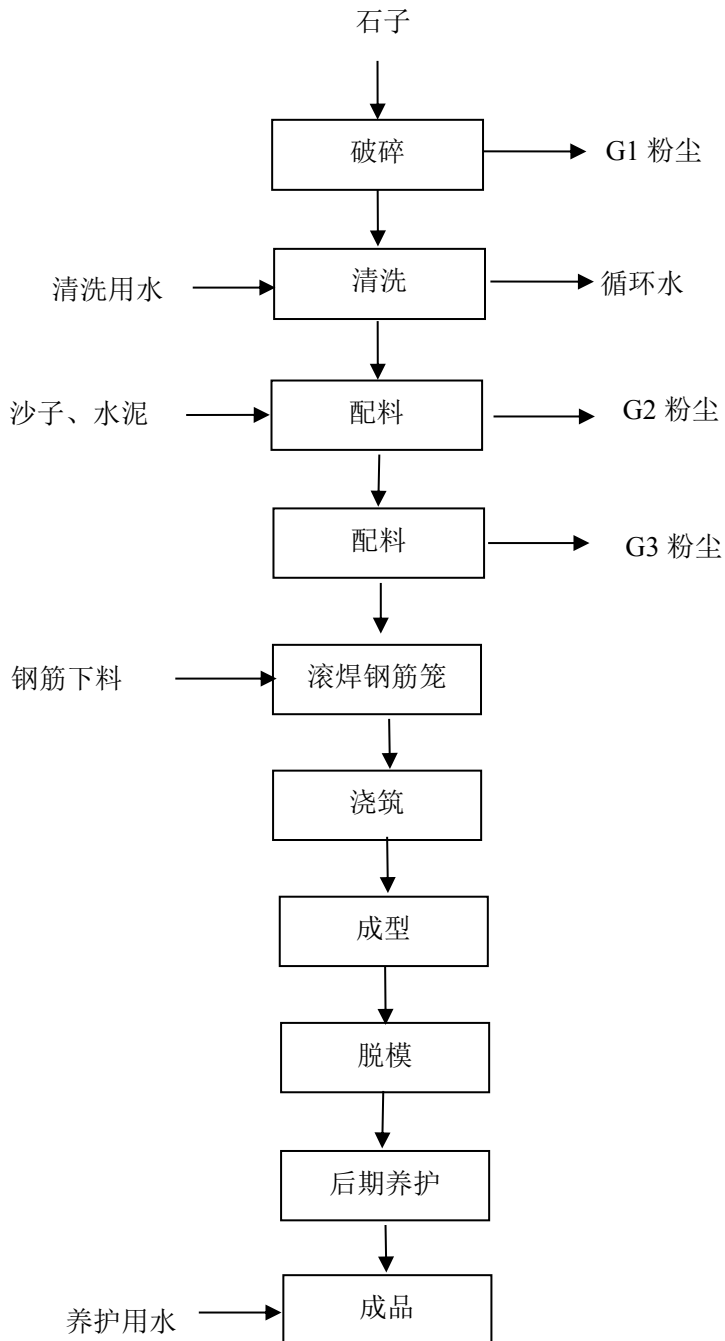 石子
破碎
G1 粉尘
清洗用水
清洗
循环水
沙子、水泥
配料
G2 粉尘
配料
G3 粉尘
钢筋下料
滚焊钢筋笼
浇筑
成型
脱模
后期养护
养护用水
成品